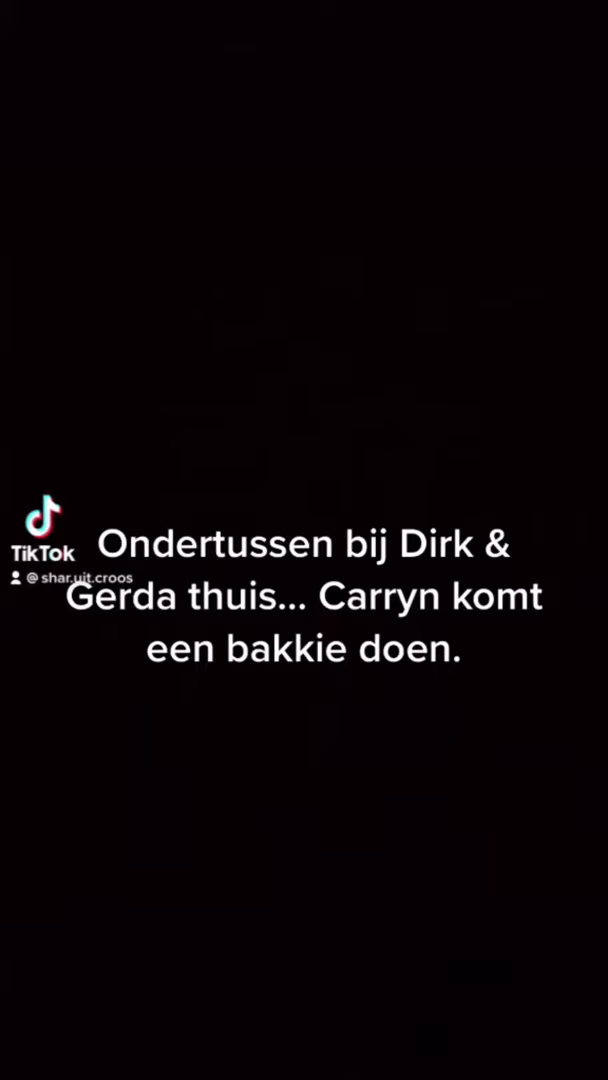 TikTok
@ shar.uit.croos
Ondertussen bij Dirk &
Gerda thuis... Carryn komt
een bakkie doen.